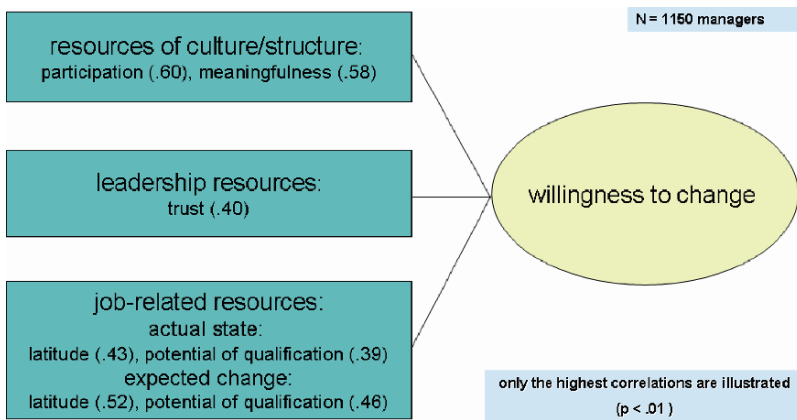 N = 1150 managers
resources of culture/structure:
participation (.60), meaningfulness (.58)
leadership resources:
trust (.40)
willingness to change
job-related resources:
actual state:
latitude (.43), potential of qualification (.39)
expected change:
latitude (.52), potential of qualification (.46)
only the highest correlations are illustrated
(p < .01 )